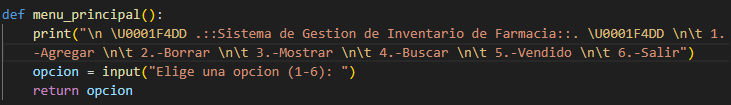 def menu_principal():
    print("\n \U0001F4DD .::Sistema de Gestion de Inventario de Farmacia::. \U0001F4DD \n\t 1.
    -Agregar \n\t 2.-Borrar \n\t 3.-Mostrar \n\t 4.-Buscar \n\t 5.-Vendido \n\t 6.-Salir")
    opcion = input("Elige una opcion (1-6): ")
    return opcion